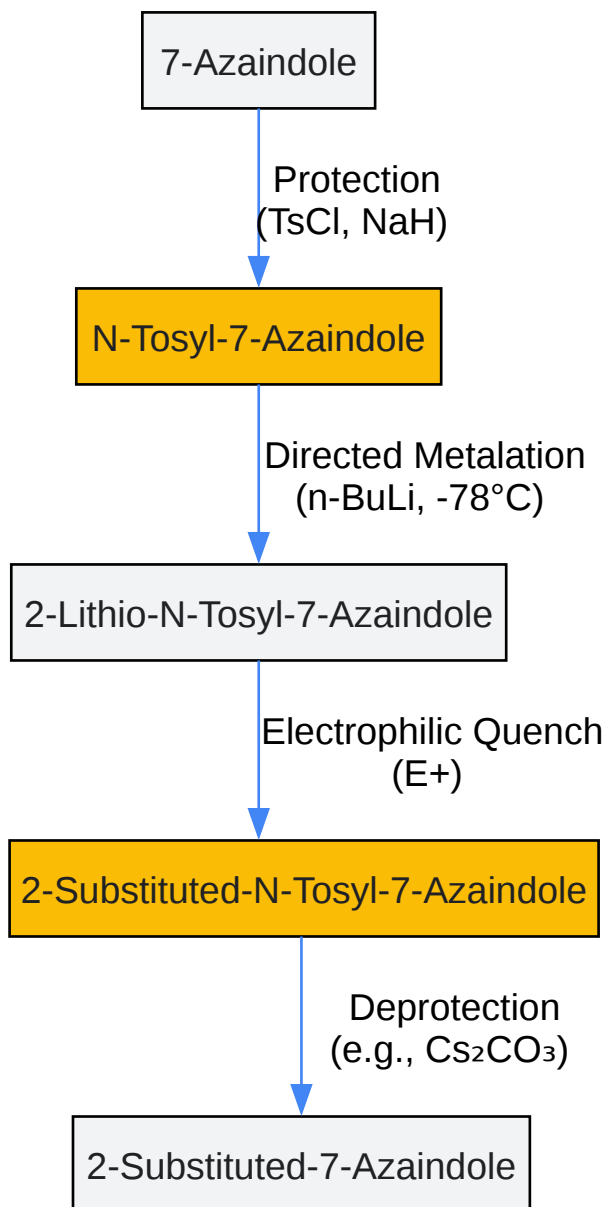 7-Azaindole
Protection
(TsCl, NaH)
N-Tosyl-7-Azaindole
Directed Metalation
(n-BuLi, -78°C)
2-Lithio-N-Tosyl-7-Azaindole
Electrophilic Quench
(E+)
2-Substituted-N-Tosyl-7-Azaindole
Deprotection
(e.g., Cs₂CO₃)
2-Substituted-7-Azaindole